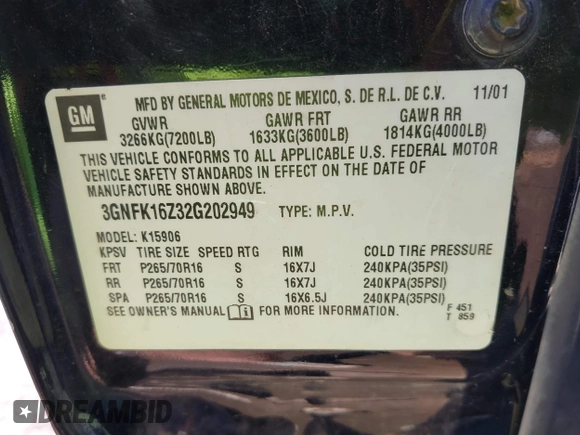 GM
MFD BY GENERAL MOTORS DE MEXICO, S. DE R.L. DE C.V. 11/01
GVWR GAWR FRT GAWR RR
3266KG(7200LB) 1633KG(3600LB) 1814KG(4000LB)
THIS VEHICLE CONFORMS TO ALL APPLICABLE U.S. FEDERAL MOTOR
VEHICLE SAFETY STANDARDS IN EFFECT ON THE DATE OF
MANUFACTURE SHOWN ABOVE.
3GNFK16Z32G202949 TYPE: M.P.V.
MODEL: K15906
KPSV TIRE SIZE SPEED RTG RIM COLD TIRE PRESSURE
FRT P265/70R16 S 16X7J 240KPA(35PSI)
RR P265/70R16 S 16X7J 240KPA(35PSI)
SPA P265/70R16 S 16X6.5J 240KPA(35PSI)
SEE OWNER'S MANUAL FOR MORE INFORMATION. F 451
T 859
DREAMBID